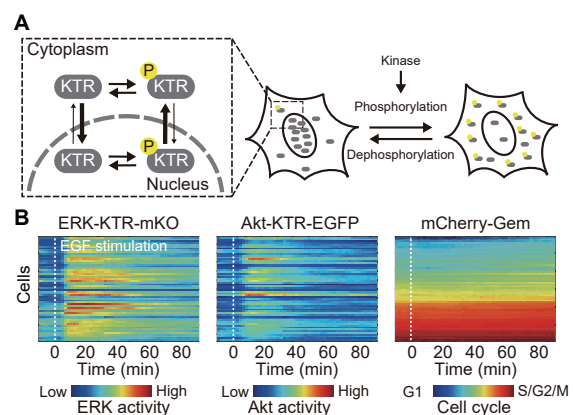 A
Cytoplasm
P
KTR
KTR
P
KTR
KTR
Nucleus
Kinase
Phosphorylation
Dephosphorylation
B
ERK-KTR-mKO
Akt-KTR-EGFP
mCherry-Gem
EGF stimulation
Cells
0 20 40 60 80
0 20 40 60 80
0 20 40 60 80
Time (min)
Time (min)
Time (min)
Low High
Low High
G1 S/G2/M
ERK activity
Akt activity
Cell cycle